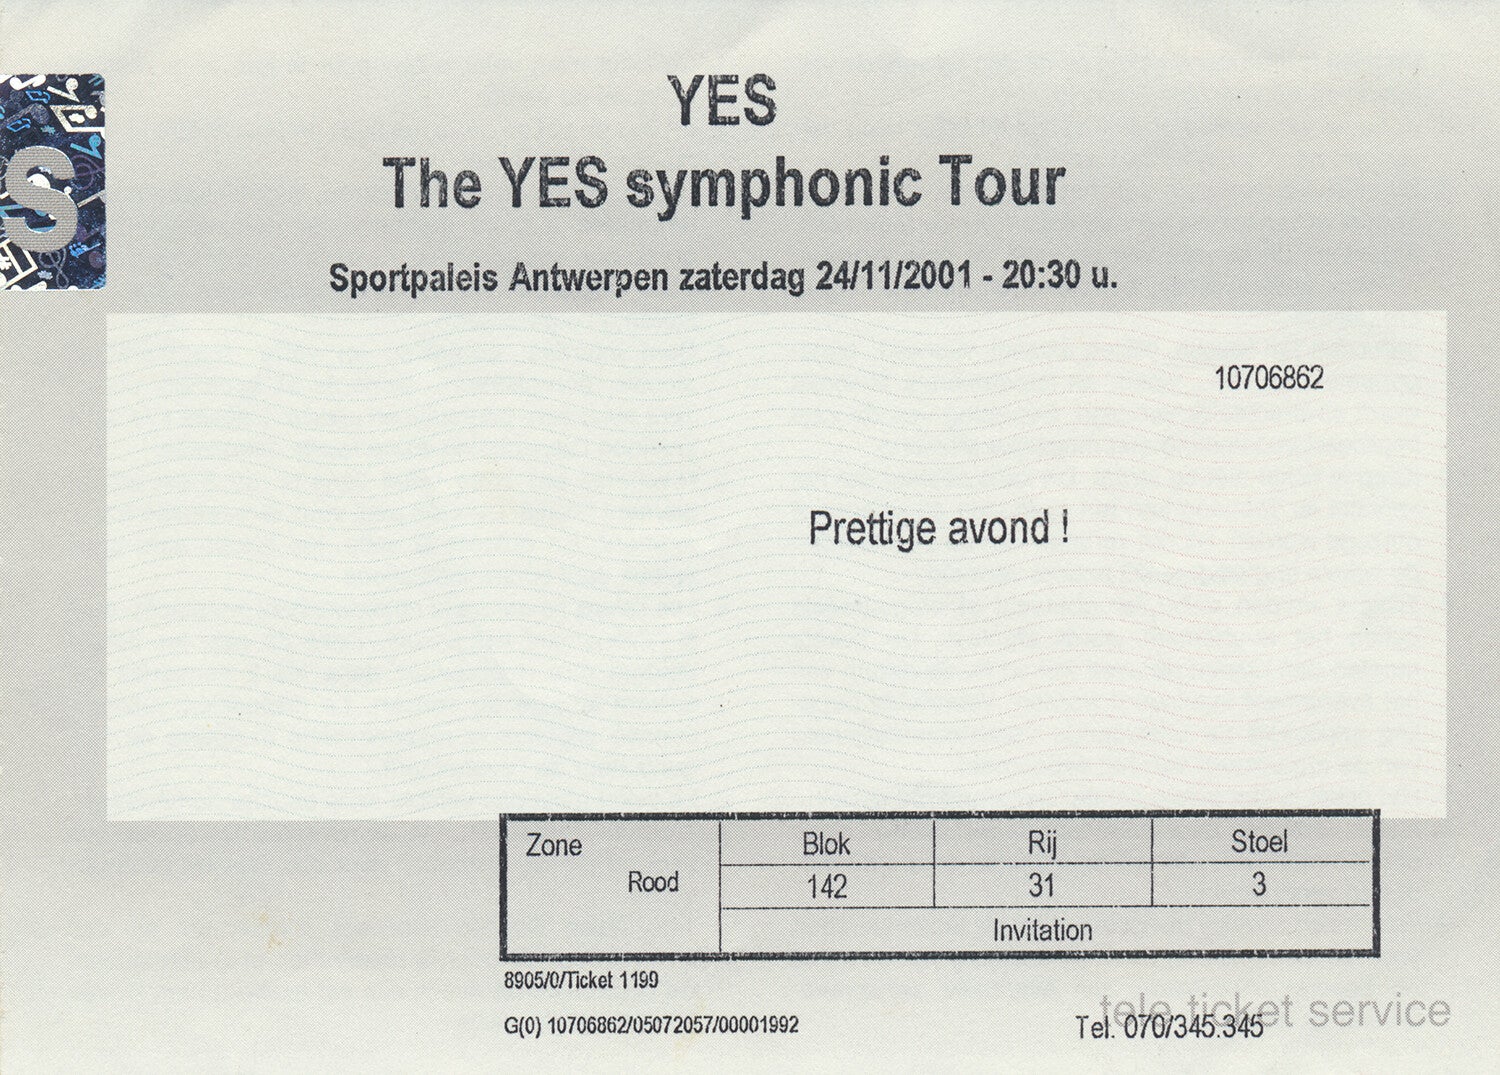 YES
The YES symphonic Tour
Sportpaleis Antwerpen zaterdag 24/11/2001 - 20:30 u.
S
10706862
Prettige avond !
Zone Blok Rij Stoel
Rood 142 31 3
Invitation
8905/0/Ticket 1199
tele ticket service
G(0) 10706862/05072057/00001992
Tel. 070/345.345